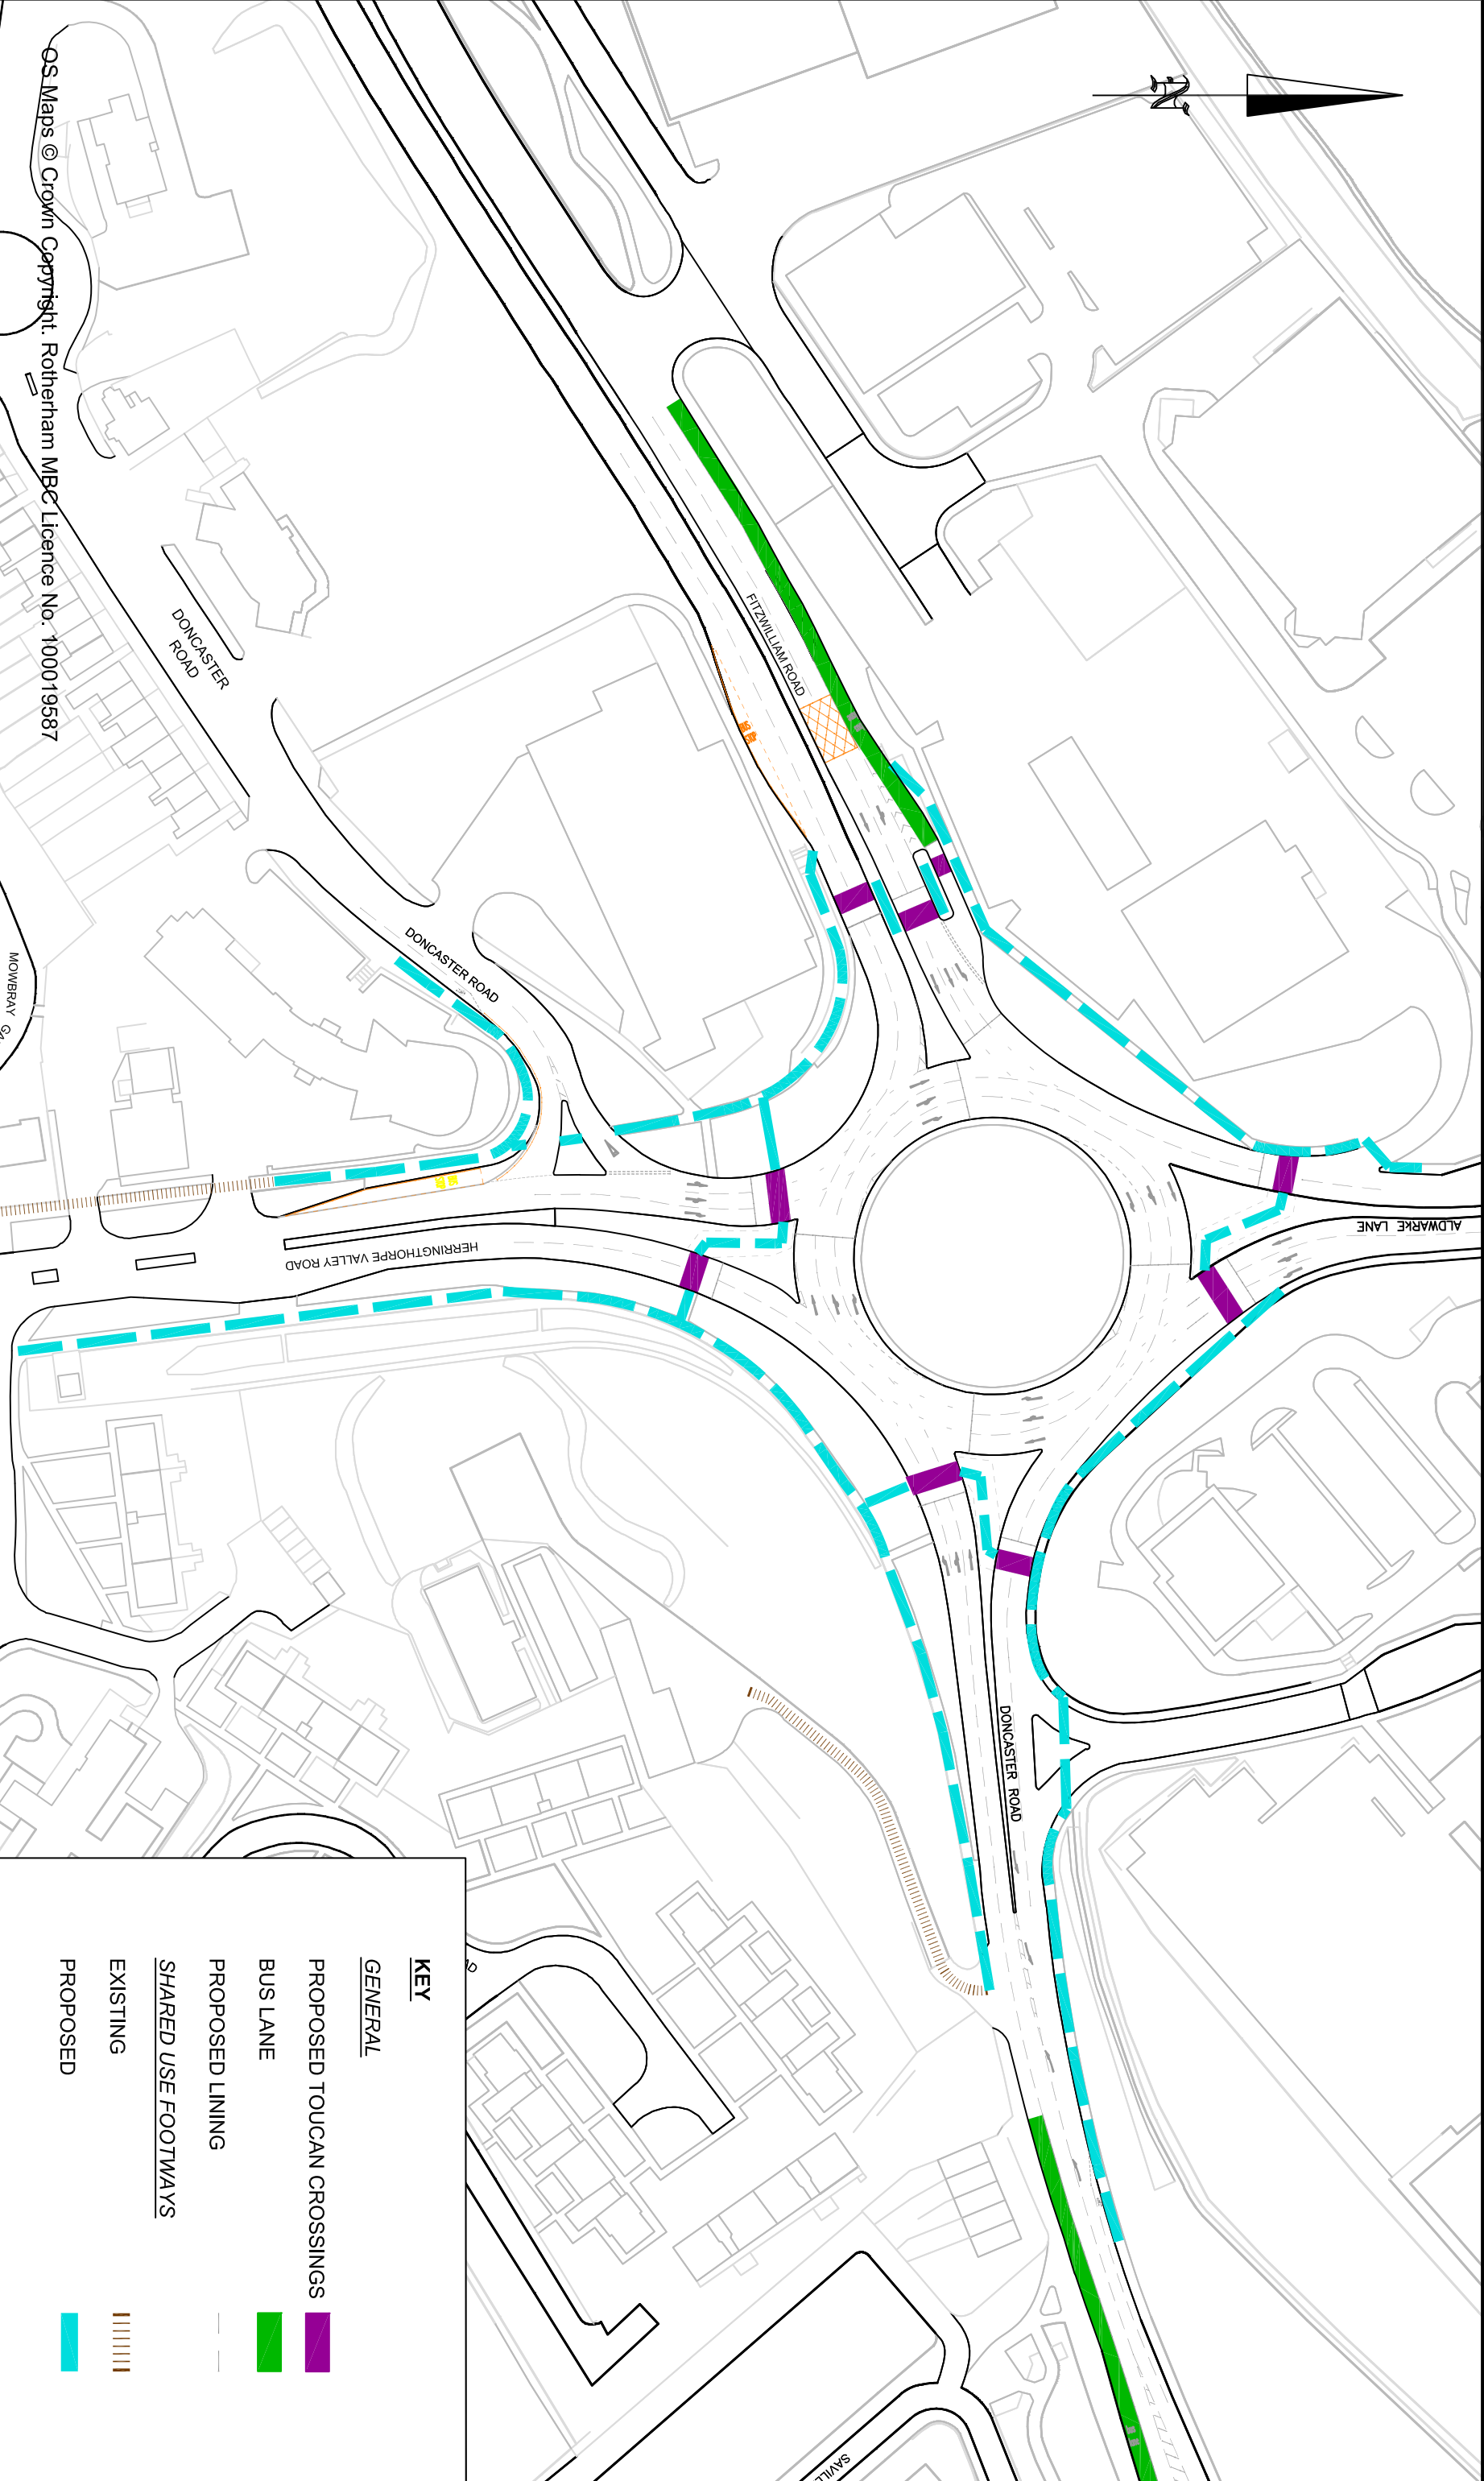 N
ALDWARKE LANE
FITZWILLIAM ROAD
DONCASTER ROAD
DONCASTER ROAD
DONCASTER
ROAD
HERRINGTHORPE VALLEY ROAD
MOWBRAY
SAVILL
KEY
GENERAL
PROPOSED TOUCAN CROSSINGS
BUS LANE
PROPOSED LINING
SHARED USE FOOTWAYS
EXISTING
PROPOSED
OS Maps © Crown Copyright. Rotherham MBC Licence No. 100019587